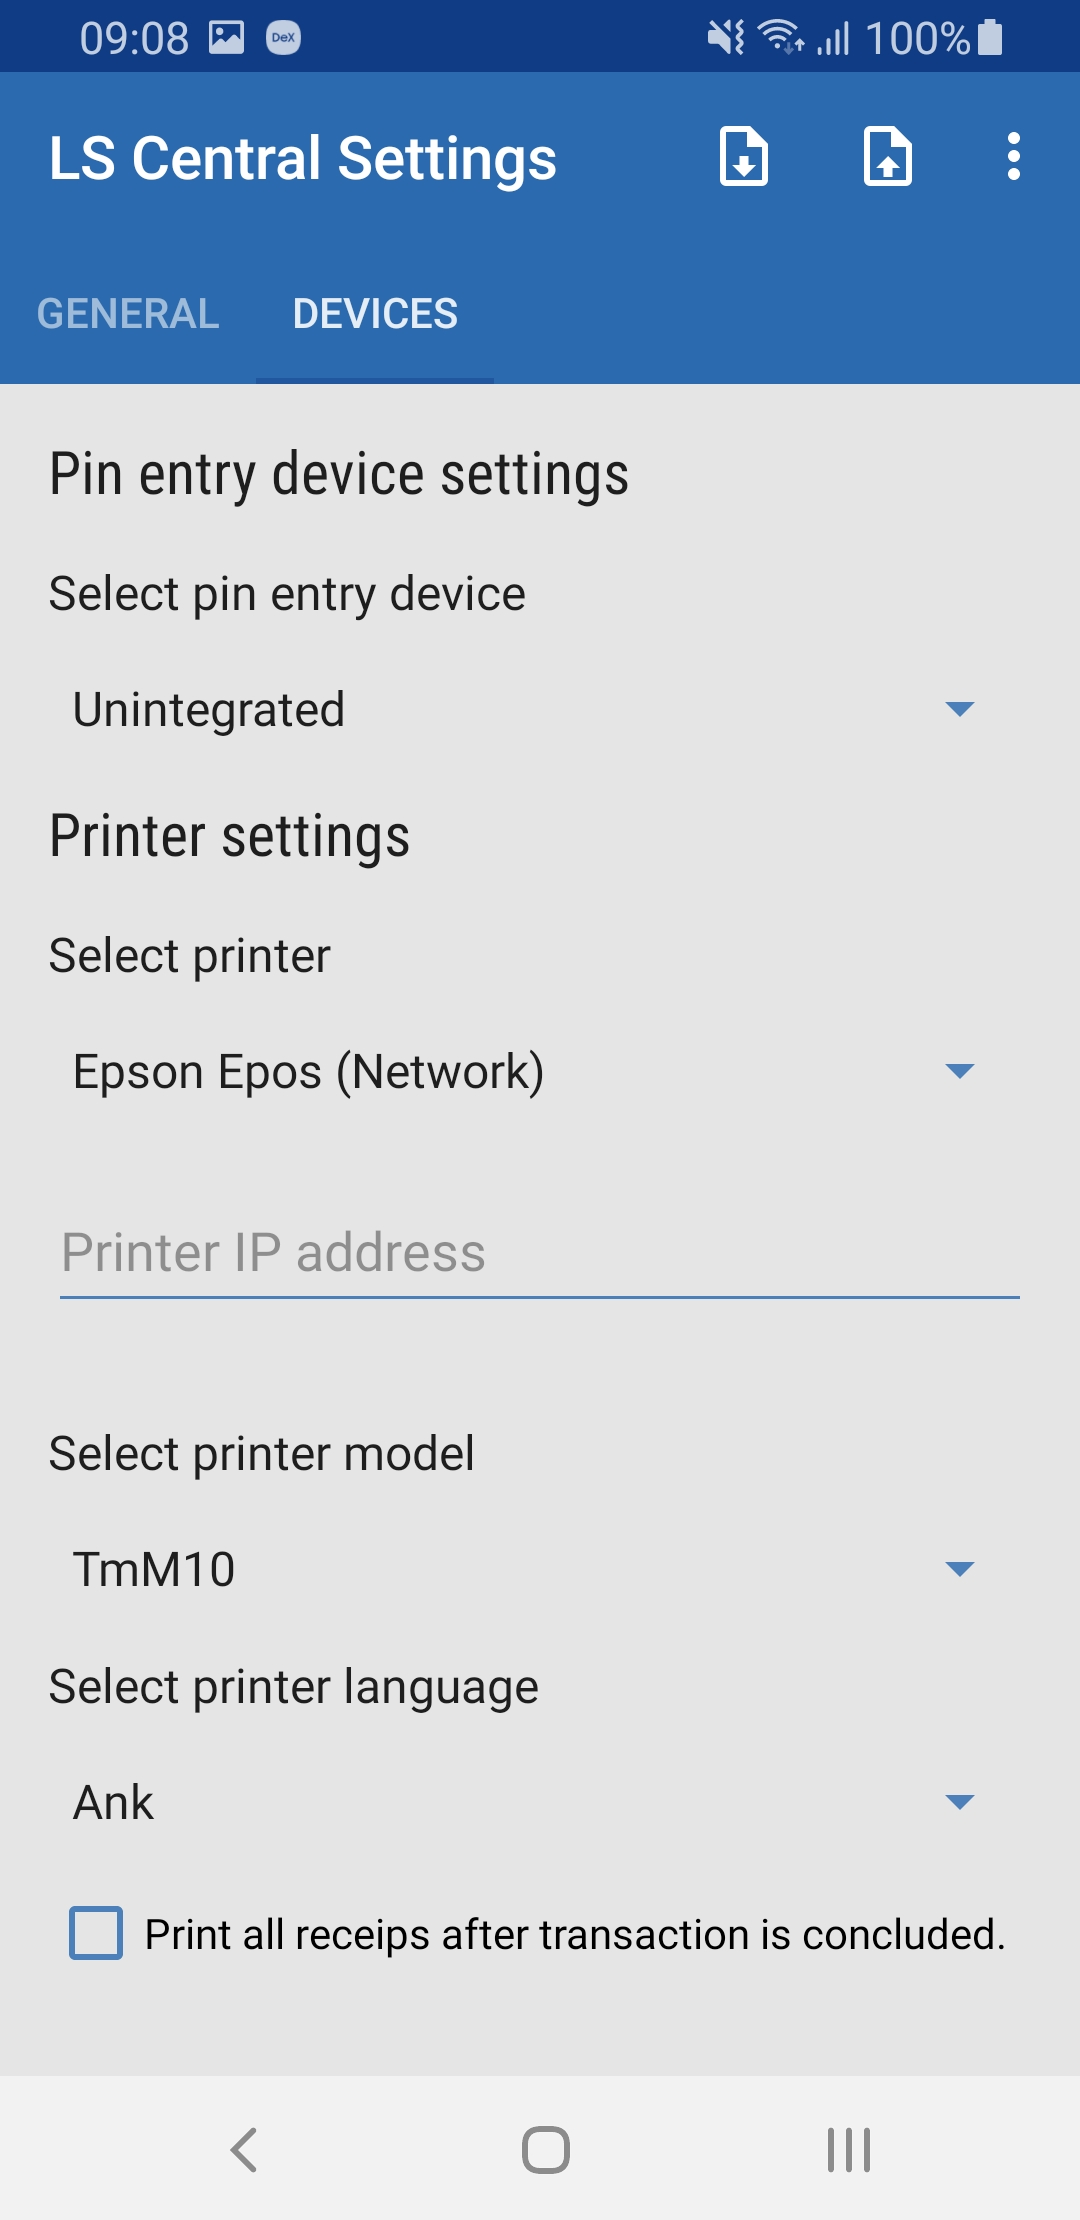 09:08 DeX 100%
LS Central Settings
GENERAL DEVICES
Pin entry device settings
Select pin entry device
Unintegrated
Printer settings
Select printer
Epson Epos (Network)
Printer IP address
Select printer model
TmM10
Select printer language
Ank
Print all receips after transaction is concluded.